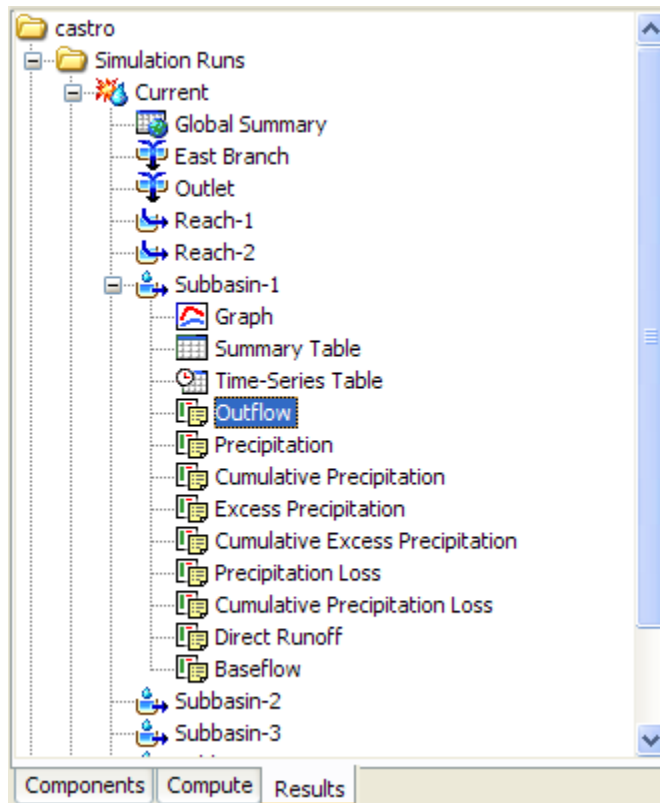 castro
Simulation Runs
Current
Global Summary
East Branch
Outlet
Reach-1
Reach-2
Subbasin-1
Graph
Summary Table
Time-Series Table
Outflow
Precipitation
Cumulative Precipitation
Excess Precipitation
Cumulative Excess Precipitation
Precipitation Loss
Cumulative Precipitation Loss
Direct Runoff
Baseflow
Subbasin-2
Subbasin-3
Components Compute Results